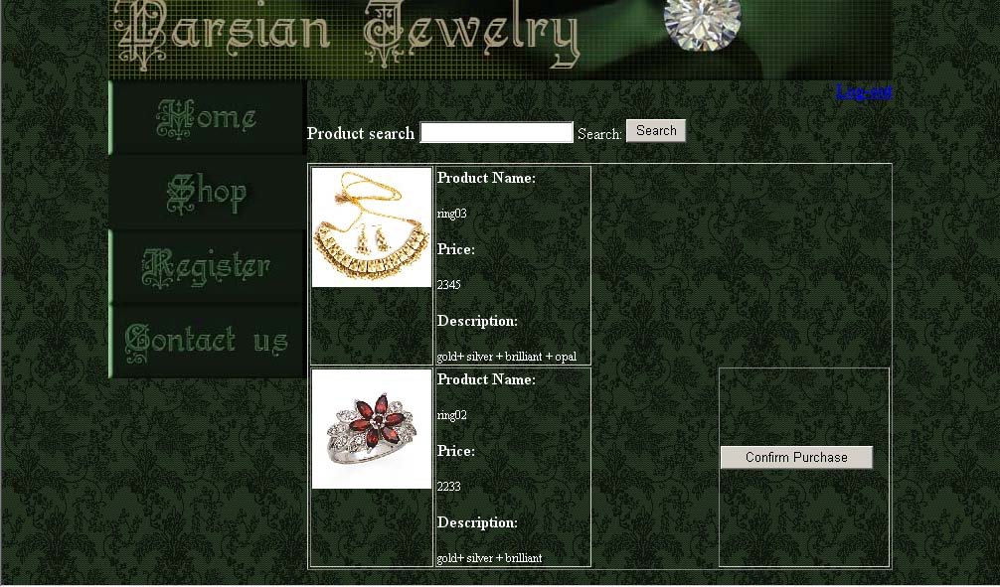 Parsian Jewelry
Log-out
Home
Shop
Register
Contact us
Product search Search: Search
Product Name:
ring03
Price:
2345
Description:
gold+ silver + brilliant + opal
Product Name:
ring02
Price:
2233
Description:
gold+ silver + brilliant
Confirm Purchase